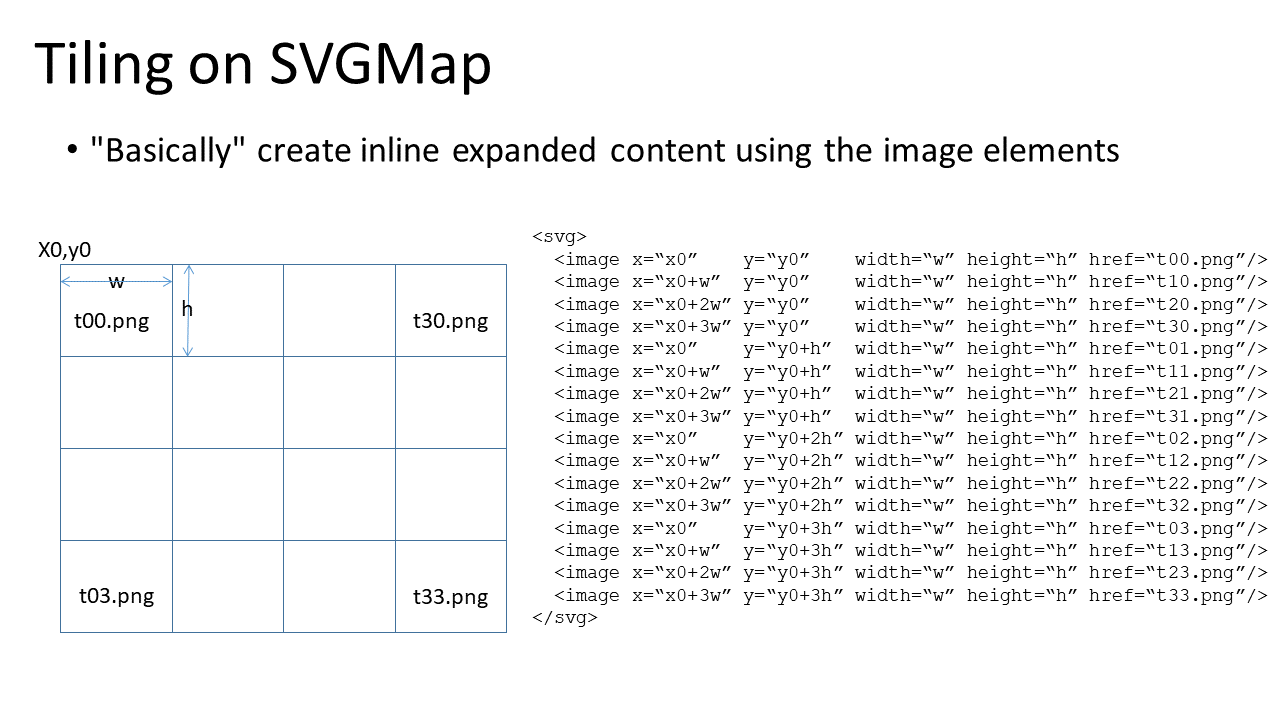 Tiling on SVGMap
• "Basically" create inline expanded content using the image elements
X0,y0
w
h
t00.png
t30.png
t03.png
t33.png
<svg>
<image x=“x0” y=“y0” width=“w” height=“h” href=“t00.png”/>
<image x=“x0+w” y=“y0” width=“w” height=“h” href=“t10.png”/>
<image x=“x0+2w” y=“y0” width=“w” height=“h” href=“t20.png”/>
<image x=“x0+3w” y=“y0” width=“w” height=“h” href=“t30.png”/>
<image x=“x0” y=“y0+h” width=“w” height=“h” href=“t01.png”/>
<image x=“x0+w” y=“y0+h” width=“w” height=“h” href=“t11.png”/>
<image x=“x0+2w” y=“y0+h” width=“w” height=“h” href=“t21.png”/>
<image x=“x0+3w” y=“y0+h” width=“w” height=“h” href=“t31.png”/>
<image x=“x0” y=“y0+2h” width=“w” height=“h” href=“t02.png”/>
<image x=“x0+w” y=“y0+2h” width=“w” height=“h” href=“t12.png”/>
<image x=“x0+2w” y=“y0+2h” width=“w” height=“h” href=“t22.png”/>
<image x=“x0+3w” y=“y0+2h” width=“w” height=“h” href=“t32.png”/>
<image x=“x0” y=“y0+3h” width=“w” height=“h” href=“t03.png”/>
<image x=“x0+w” y=“y0+3h” width=“w” height=“h” href=“t13.png”/>
<image x=“x0+2w” y=“y0+3h” width=“w” height=“h” href=“t23.png”/>
<image x=“x0+3w” y=“y0+3h” width=“w” height=“h” href=“t33.png”/>
</svg>